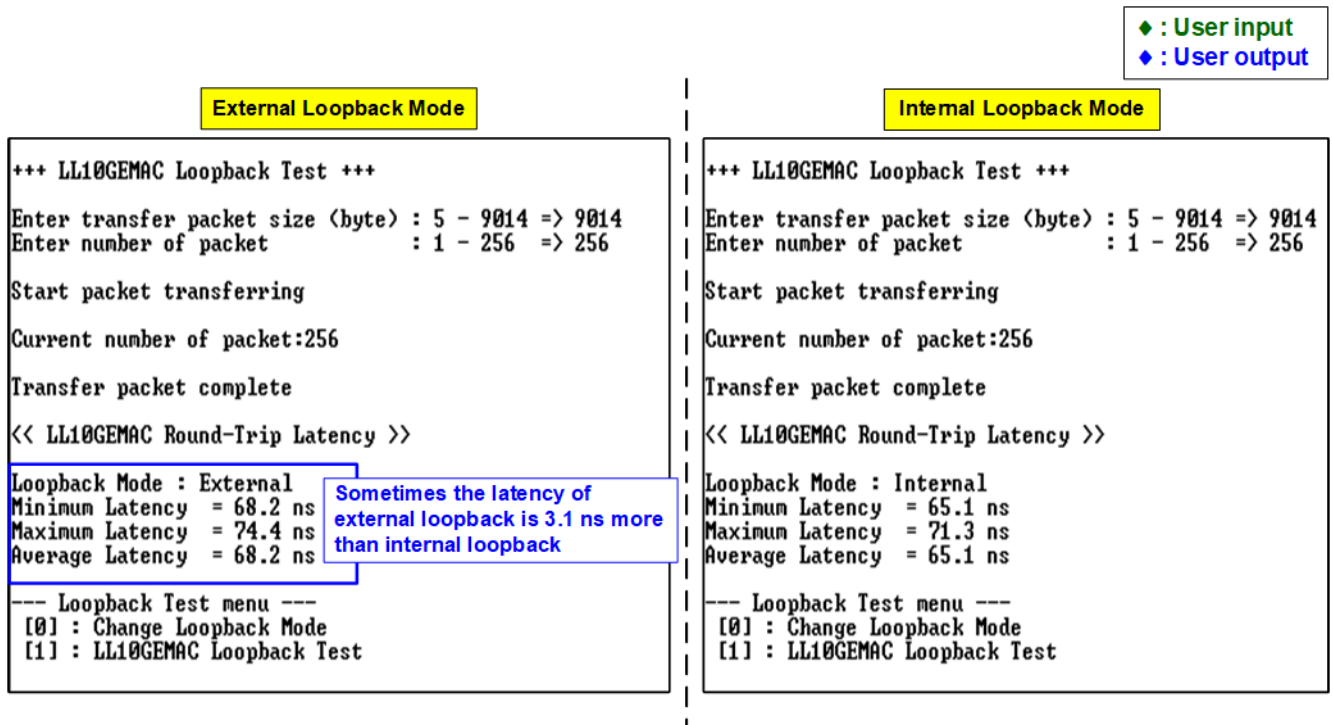 ♦ : User input
♦ : User output
External Loopback Mode
+++ LL10GEMAC Loopback Test +++
Enter transfer packet size (byte) : 5 - 9014 => 9014
Enter number of packet : 1 - 256 => 256
Start packet transferring
Current number of packet:256
Transfer packet complete
<< LL10GEMAC Round-Trip Latency >>
Loopback Mode : External
Minimum Latency = 68.2 ns
Maximum Latency = 74.4 ns
Average Latency = 68.2 ns
Sometimes the latency of
external loopback is 3.1 ns more
than internal loopback
--- Loopback Test menu ---
[0] : Change Loopback Mode
[1] : LL10GEMAC Loopback Test
Internal Loopback Mode
+++ LL10GEMAC Loopback Test +++
Enter transfer packet size (byte) : 5 - 9014 => 9014
Enter number of packet : 1 - 256 => 256
Start packet transferring
Current number of packet:256
Transfer packet complete
<< LL10GEMAC Round-Trip Latency >>
Loopback Mode : Internal
Minimum Latency = 65.1 ns
Maximum Latency = 71.3 ns
Average Latency = 65.1 ns
--- Loopback Test menu ---
[0] : Change Loopback Mode
[1] : LL10GEMAC Loopback Test